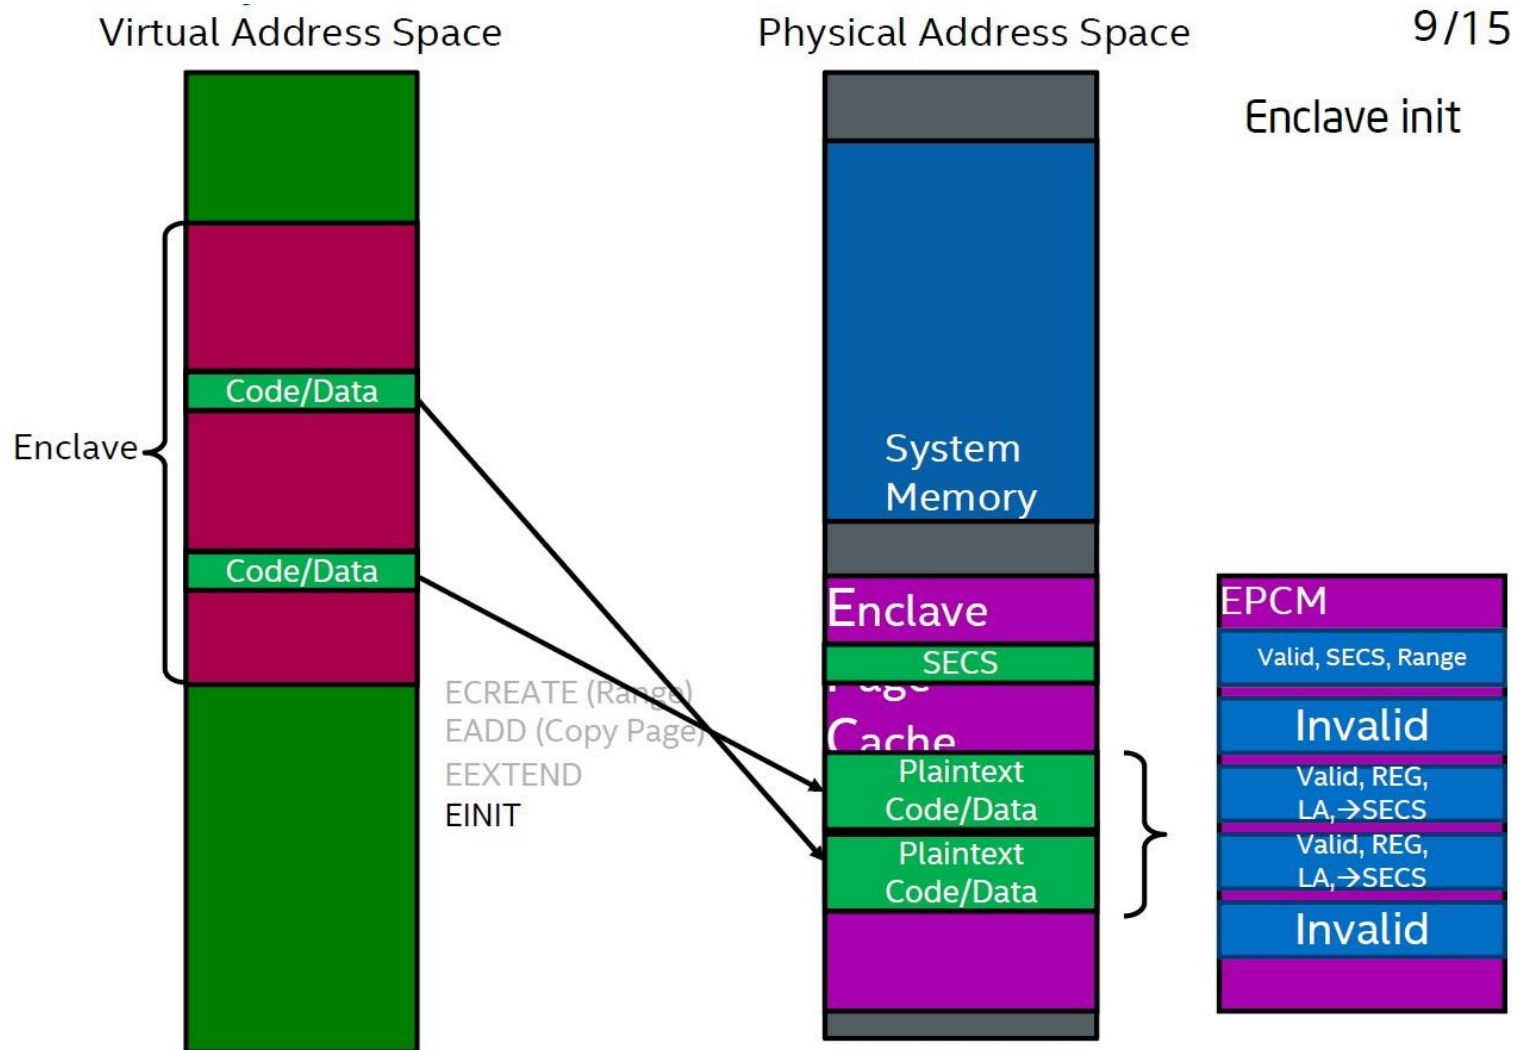 Virtual Address Space
Physical Address Space
9/15
Enclave init
Enclave
Code/Data
Code/Data
ECREATE (Range)
EADD (Copy Page)
EEXTEND
EINIT
System
Memory
Enclave
SECS
Page
Cache
Plaintext
Code/Data
Plaintext
Code/Data
EPCM
Valid, SECS, Range
Invalid
Valid, REG,
LA,→SECS
Valid, REG,
LA,→SECS
Invalid